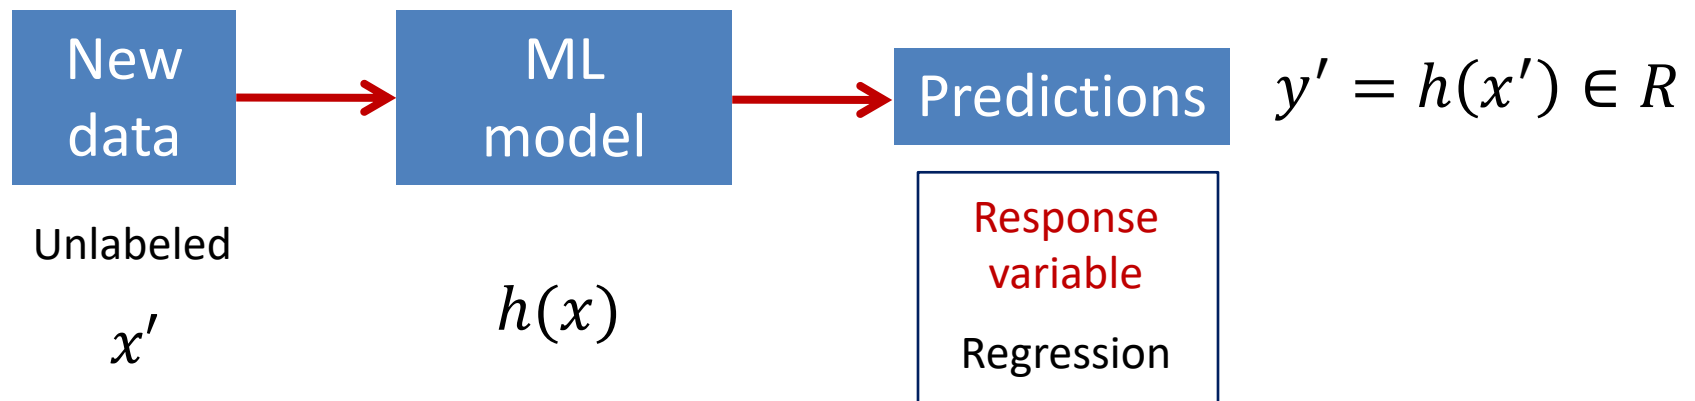 New
data
ML
model
Predictions
y′ = h(x′) ∈ R
Unlabeled
x′
h(x)
Response
variable
Regression